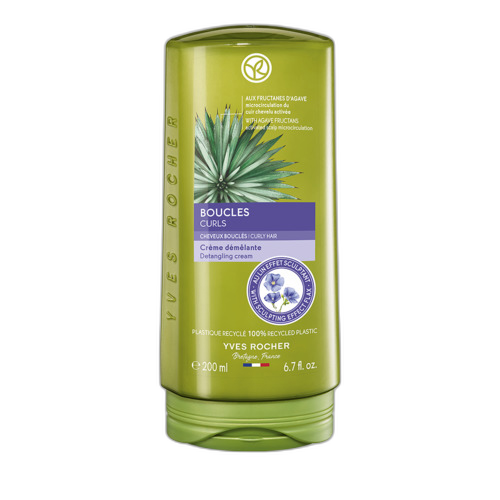 YVES ROCHER
AUX FRUCTANES D'AGAVE
microcirculation du
cuir chevelu activée
WITH AGAVE FRUCTANS
activated scalp microcirculation
BOUCLES
CURLS
CHEVEUX BOUCLÉS | CURLY HAIR
Crème démêlante
Detangling cream
AU LIN EFFET SCULPTANT
WITH SCULPTING EFFECT FLAX
PLASTIQUE RECYCLÉ 100% RECYCLED PLASTIC
YVES ROCHER
Bretagne, France
e 200 ml 6.7 fl. oz.